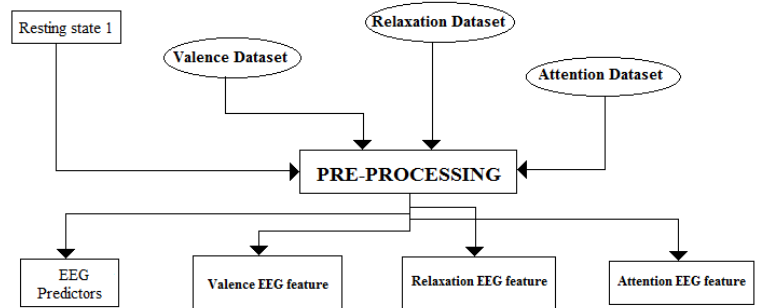 Resting state 1
Relaxation Dataset
Valence Dataset
Attention Dataset
PRE-PROCESSING
EEG
Predictors
Valence EEG feature
Relaxation EEG feature
Attention EEG feature